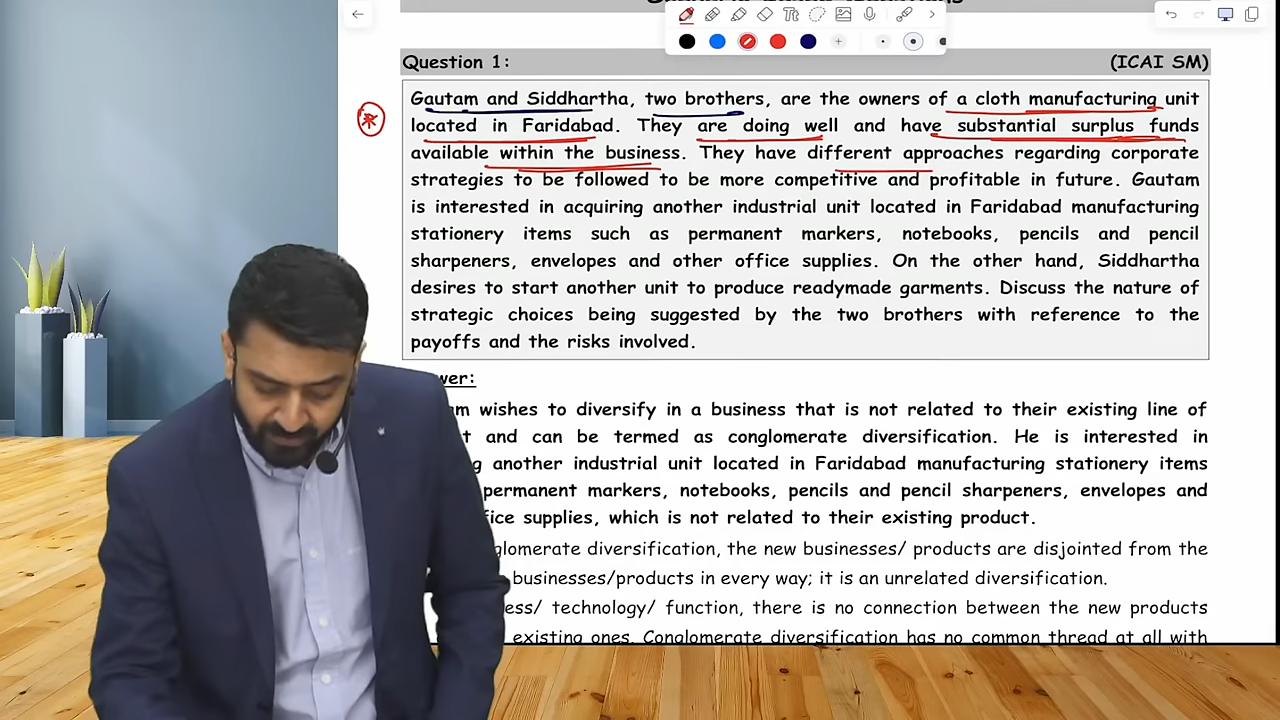 Question 1: (ICAI SM)
Gautam and Siddhartha, two brothers, are the owners of a cloth manufacturing unit
located in Faridabad. They are doing well and have substantial surplus funds
available within the business. They have different approaches regarding corporate
strategies to be followed to be more competitive and profitable in future. Gautam
is interested in acquiring another industrial unit located in Faridabad manufacturing
stationery items such as permanent markers, notebooks, pencils and pencil
sharpeners, envelopes and other office supplies. On the other hand, Siddhartha
desires to start another unit to produce readymade garments. Discuss the nature of
strategic choices being suggested by the two brothers with reference to the
payoffs and the risks involved.
wishes to diversify in a business that is not related to their existing line of
and can be termed as conglomerate diversification. He is interested in
another industrial unit located in Faridabad manufacturing stationery items
permanent markers, notebooks, pencils and pencil sharpeners, envelopes and
supplies, which is not related to their existing product.
diversification, the new businesses/ products are disjointed from the
businesses/products in every way; it is an unrelated diversification.
technology/ function, there is no connection between the new products
existing ones. Conglomerate diversification has no common thread at all with